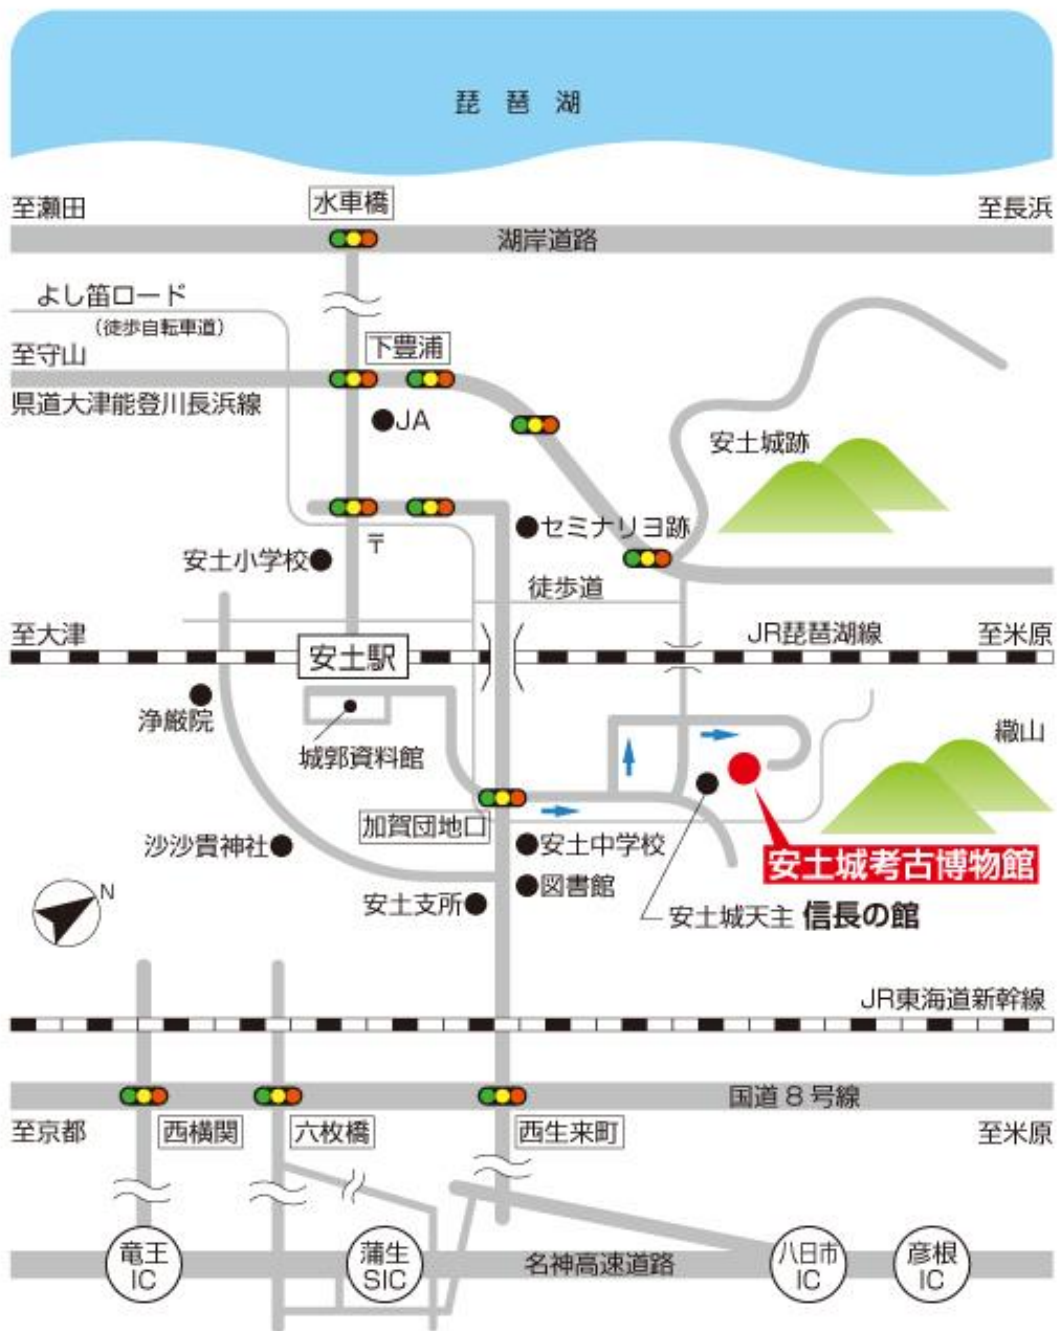 琵琶湖
至瀬田
水車橋
至長浜
湖岸道路
よし笛ロード
（徒歩自転車道）
下豊浦
至守山
県道大津能登川長浜線
JA
安土城跡
セミナリヨ跡
〒
安土小学校
徒歩道
至大津
安土駅
JR琵琶湖線
至米原
浄厳院
城郭資料館
繖山
加賀団地口
沙沙貴神社
安土中学校
安土城考古博物館
図書館
安土支所
安土城天主 信長の館
N
JR東海道新幹線
国道8号線
至京都
西横関
六枚橋
西生来町
至米原
竜王
IC
蒲生
SIC
名神高速道路
八日市
IC
彦根
IC